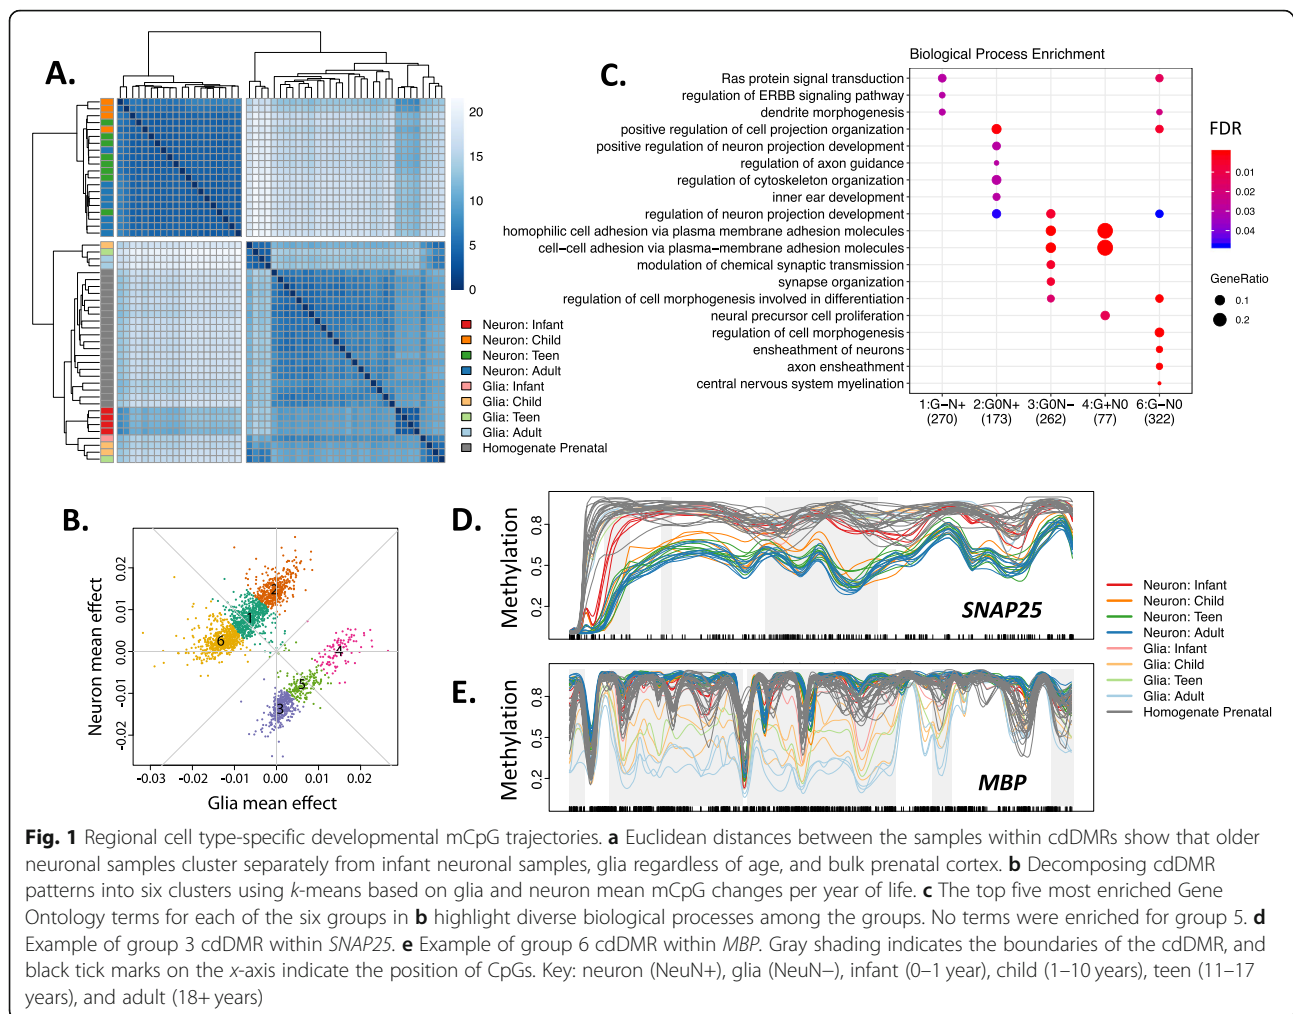 A.
20
15
10
5
0
Neuron: Infant
Neuron: Child
Neuron: Teen
Neuron: Adult
Glia: Infant
Glia: Child
Glia: Teen
Glia: Adult
Homogenate Prenatal
C.
Biological Process Enrichment
Ras protein signal transduction
regulation of ERBB signaling pathway
dendrite morphogenesis
positive regulation of cell projection organization
positive regulation of neuron projection development
regulation of axon guidance
regulation of cytoskeleton organization
inner ear development
regulation of neuron projection development
homophilic cell adhesion via plasma membrane adhesion molecules
cell−cell adhesion via plasma−membrane adhesion molecules
modulation of chemical synaptic transmission
synapse organization
regulation of cell morphogenesis involved in differentiation
neural precursor cell proliferation
regulation of cell morphogenesis
ensheathment of neurons
axon ensheathment
central nervous system myelination
1:G−N+ 2:G0N+ 3:G0N− 4:G+N0 6:G−N0
(270) (173) (262) (77) (322)
FDR
0.01
0.02
0.03
0.04
GeneRatio
0.1
0.2
B.
Neuron mean effect
0.02
0.01
0.00
-0.01
-0.02
2
1
6
4
5
3
-0.03 -0.02 -0.01 0.00 0.01 0.02
Glia mean effect
D.
Methylation
0.8
0.5
0.2
SNAP25
E.
Methylation
0.8
0.5
0.2
MBP
Neuron: Infant
Neuron: Child
Neuron: Teen
Neuron: Adult
Glia: Infant
Glia: Child
Glia: Teen
Glia: Adult
Homogenate Prenatal
Fig. 1 Regional cell type-specific developmental mCpG trajectories. a Euclidean distances between the samples within cdDMRs show that older
neuronal samples cluster separately from infant neuronal samples, glia regardless of age, and bulk prenatal cortex. b Decomposing cdDMR
patterns into six clusters using k-means based on glia and neuron mean mCpG changes per year of life. c The top five most enriched Gene
Ontology terms for each of the six groups in b highlight diverse biological processes among the groups. No terms were enriched for group 5. d
Example of group 3 cdDMR within SNAP25. e Example of group 6 cdDMR within MBP. Gray shading indicates the boundaries of the cdDMR, and
black tick marks on the x-axis indicate the position of CpGs. Key: neuron (NeuN+), glia (NeuN−), infant (0–1 year), child (1–10 years), teen (11–17
years), and adult (18+ years)